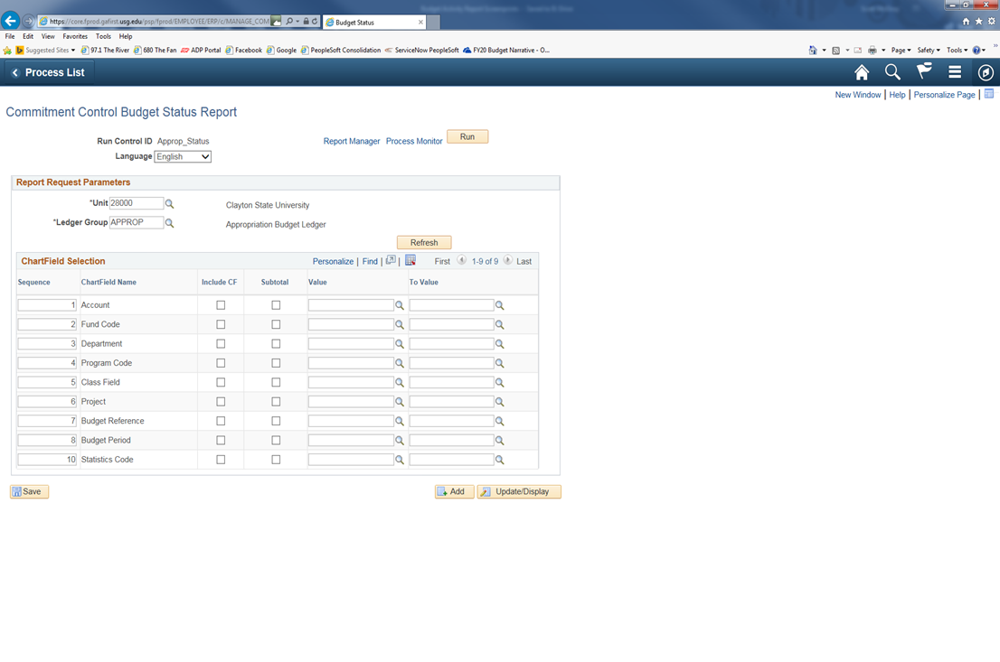 https://core.fprod.gafirst.usg.edu/psp/fprod/EMPLOYEE/ERP/c/MANAGE_COM
Budget Status
File Edit View Favorites Tools Help
Suggested Sites 97.1 The River 680 The Fan ADP Portal Facebook Google PeopleSoft Consolidation ServiceNow PeopleSoft FY20 Budget Narrative - O... Page Safety Tools
Process List
New Window | Help | Personalize Page |
Commitment Control Budget Status Report
Run Control ID Approp_Status Report Manager Process Monitor Run
Language English
Report Request Parameters
*Unit 28000 Clayton State University
*Ledger Group APPROP Appropriation Budget Ledger
Refresh
ChartField Selection Personalize | Find | | First 1-9 of 9 Last
Sequence ChartField Name Include CF Subtotal Value To Value
1 Account
2 Fund Code
3 Department
4 Program Code
5 Class Field
6 Project
7 Budget Reference
8 Budget Period
10 Statistics Code
Save Add Update/Display